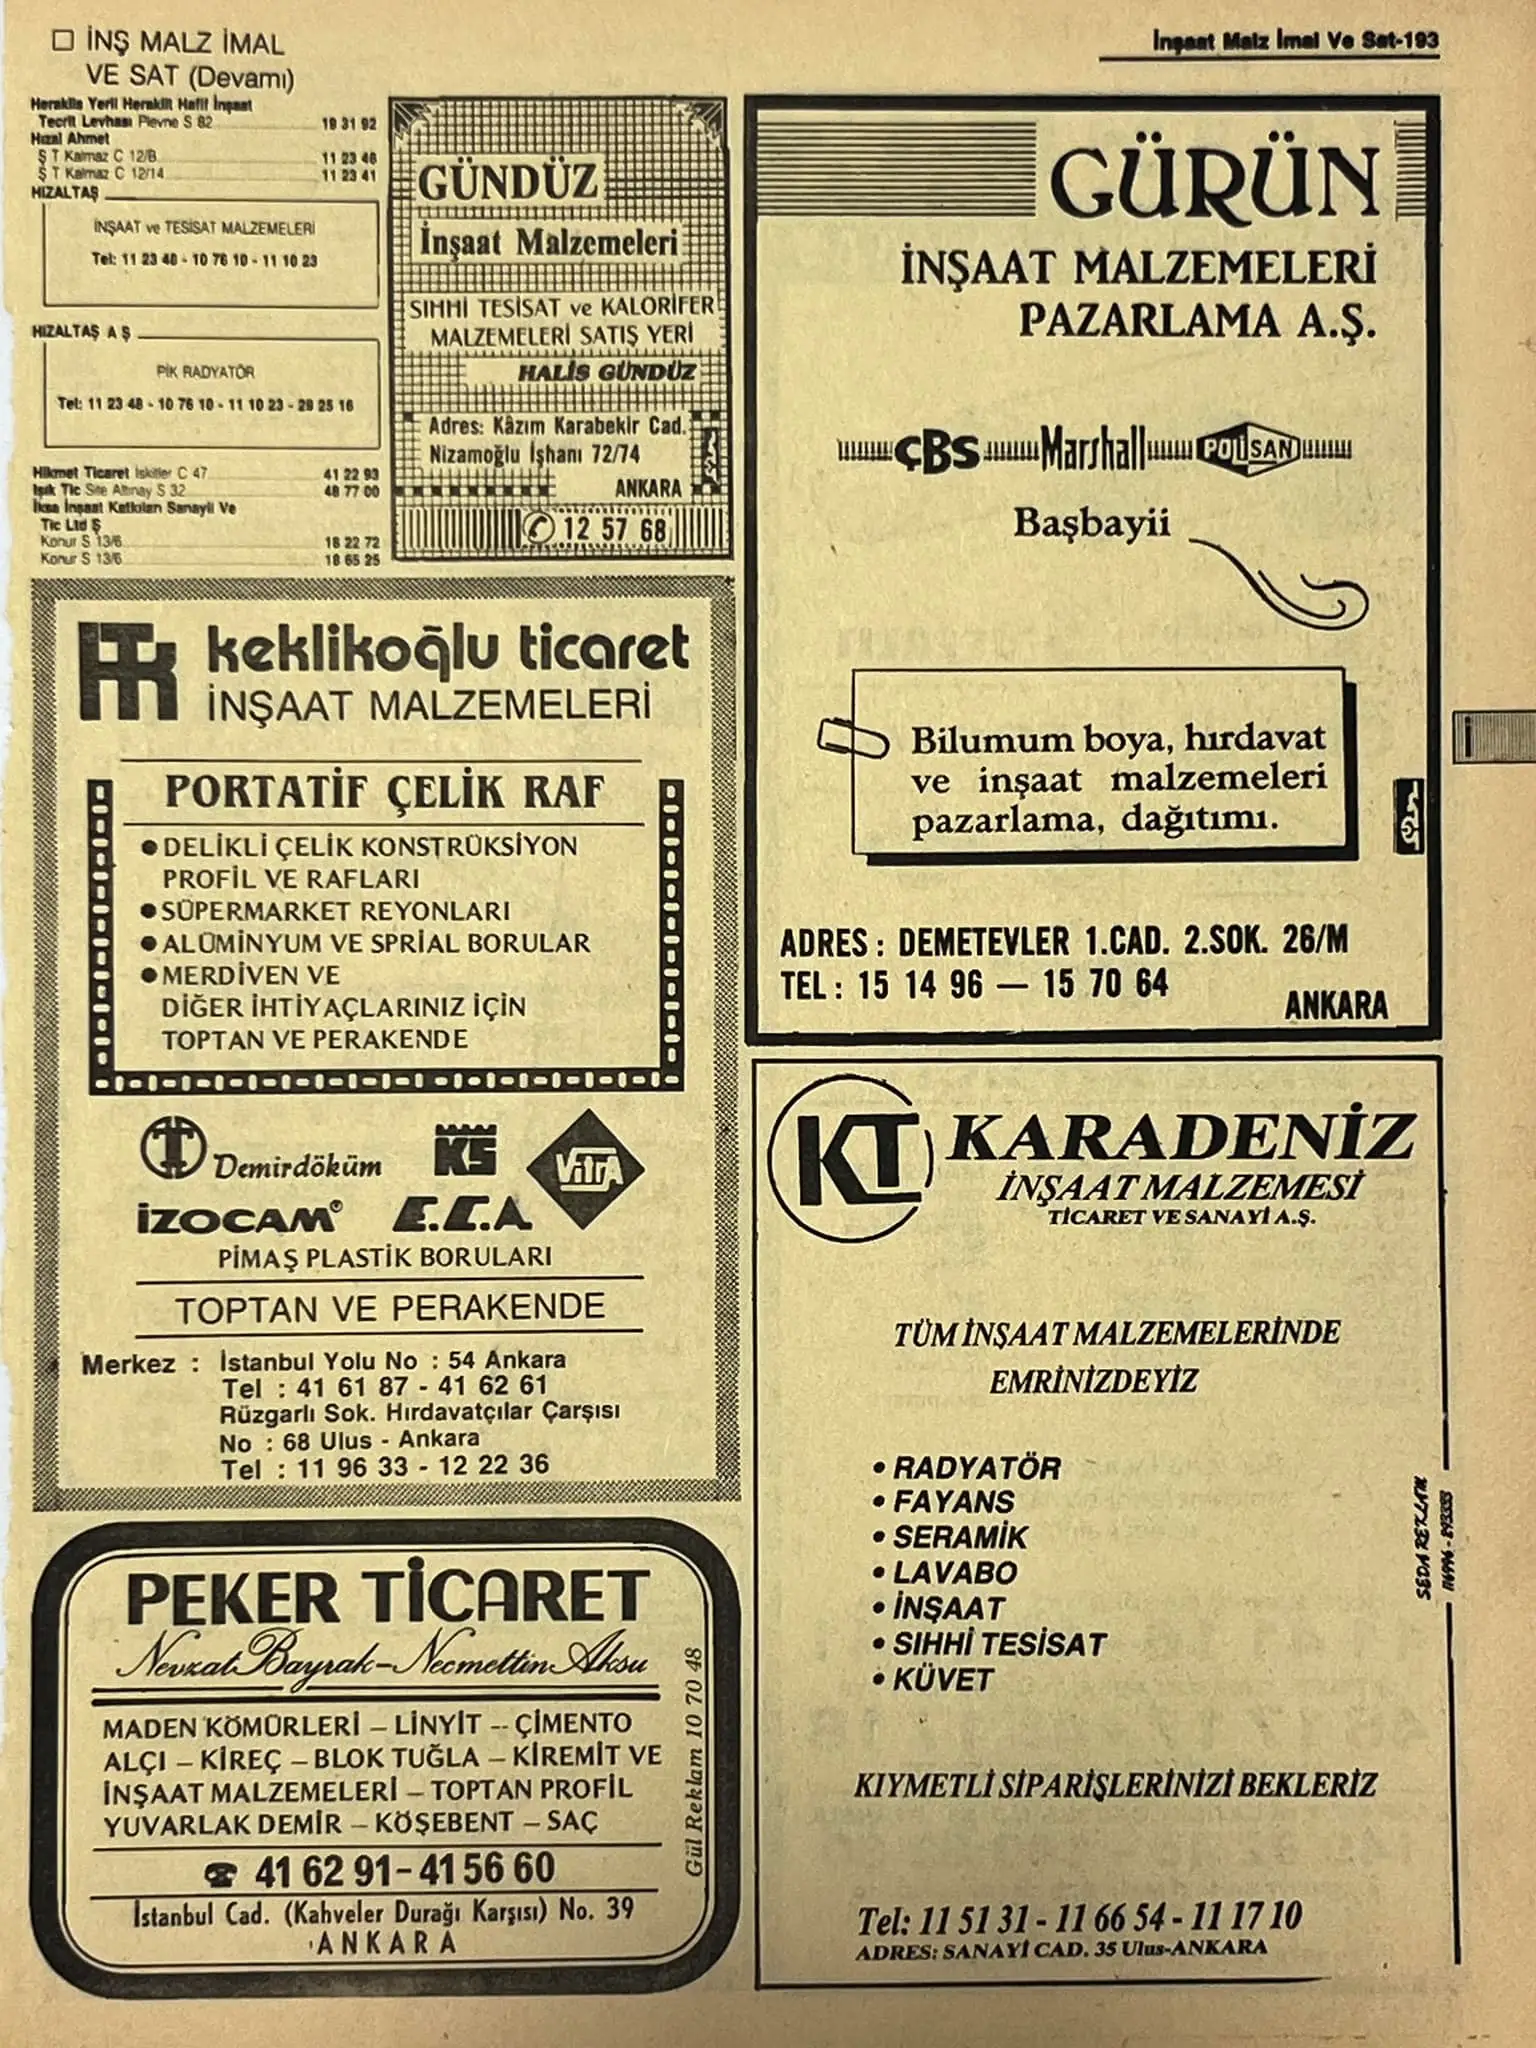 □ İNŞ MALZ İMAL
VE SAT (Devamı)
İnşaat Malz İmal Ve Sat-193
Heraklis Yerli Heraklit Hafif İnşaat
Tecrit Levhası Plevne S 82 19 31 92
Hızal Ahmet
Ş T Kalmaz C 12/B 11 23 48
Ş T Kalmaz C 12/14 11 23 41
HIZALTAŞ
İNŞAAT ve TESİSAT MALZEMELERİ
Tel: 11 23 48 - 10 76 10 - 11 10 23
HIZALTAŞ A Ş
PİK RADYATÖR
Tel: 11 23 48 - 10 76 10 - 11 10 23 - 29 25 16
Hikmet Ticaret İskitler C 47 41 22 93
Işık Tic Site Altınay S 32 48 77 00
İksa İnşaat Katkıları Sanayii Ve
Tic Ltd Ş
Konur S 13/6 18 22 72
Konur S 13/6 18 65 25
GÜNDÜZ
İnşaat Malzemeleri
SIHHİ TESİSAT ve KALORİFER
MALZEMELERİ SATIŞ YERİ
HALİS GÜNDÜZ
Adres: Kâzım Karabekir Cad.
Nizamoğlu İşhanı 72/74
ANKARA
12 57 68
GÜRÜN
İNŞAAT MALZEMELERİ
PAZARLAMA A.Ş.
ÇBS Marshall POLİSAN
Başbayii
Bilumum boya, hırdavat
ve inşaat malzemeleri
pazarlama, dağıtımı.
ADRES : DEMETEVLER 1.CAD. 2.SOK. 26/M
TEL : 15 14 96 — 15 70 64
ANKARA
İ
keklikoğlu ticaret
İNŞAAT MALZEMELERİ
PORTATİF ÇELİK RAF
● DELİKLİ ÇELİK KONSTRÜKSİYON
PROFİL VE RAFLARI
● SÜPERMARKET REYONLARI
● ALÜMİNYUM VE SPRİAL BORULAR
● MERDİVEN VE
DİĞER İHTİYAÇLARINIZ İÇİN
TOPTAN VE PERAKENDE
Demirdöküm KS VitrA
İZOCAM® E.C.A.
PİMAŞ PLASTİK BORULARI
TOPTAN VE PERAKENDE
Merkez : İstanbul Yolu No : 54 Ankara
Tel : 41 61 87 - 41 62 61
Rüzgarlı Sok. Hırdavatçılar Çarşısı
No : 68 Ulus - Ankara
Tel : 11 96 33 - 12 22 36
KT KARADENİZ
İNŞAAT MALZEMESİ
TİCARET VE SANAYİ A.Ş.
TÜM İNŞAAT MALZEMELERİNDE
EMRİNİZDEYİZ
• RADYATÖR
• FAYANS
• SERAMİK
• LAVABO
• İNŞAAT
• SIHHİ TESİSAT
• KÜVET
KIYMETLİ SİPARİŞLERİNİZİ BEKLERİZ
Tel: 11 51 31 - 11 66 54 - 11 17 10
ADRES: SANAYİ CAD. 35 Ulus-ANKARA
SEDA REKLAM
116996 - 893333
PEKER TİCARET
Nevzat Bayrak – Necmettin Aksu
MADEN KÖMÜRLERİ – LİNYİT -- ÇİMENTO
ALÇI – KİREÇ – BLOK TUĞLA – KİREMİT VE
İNŞAAT MALZEMELERİ – TOPTAN PROFİL
YUVARLAK DEMİR – KÖŞEBENT – SAÇ
☎ 41 62 91 – 41 56 60
İstanbul Cad. (Kahveler Durağı Karşısı) No. 39
ANKARA
Gül Reklam 10 70 48